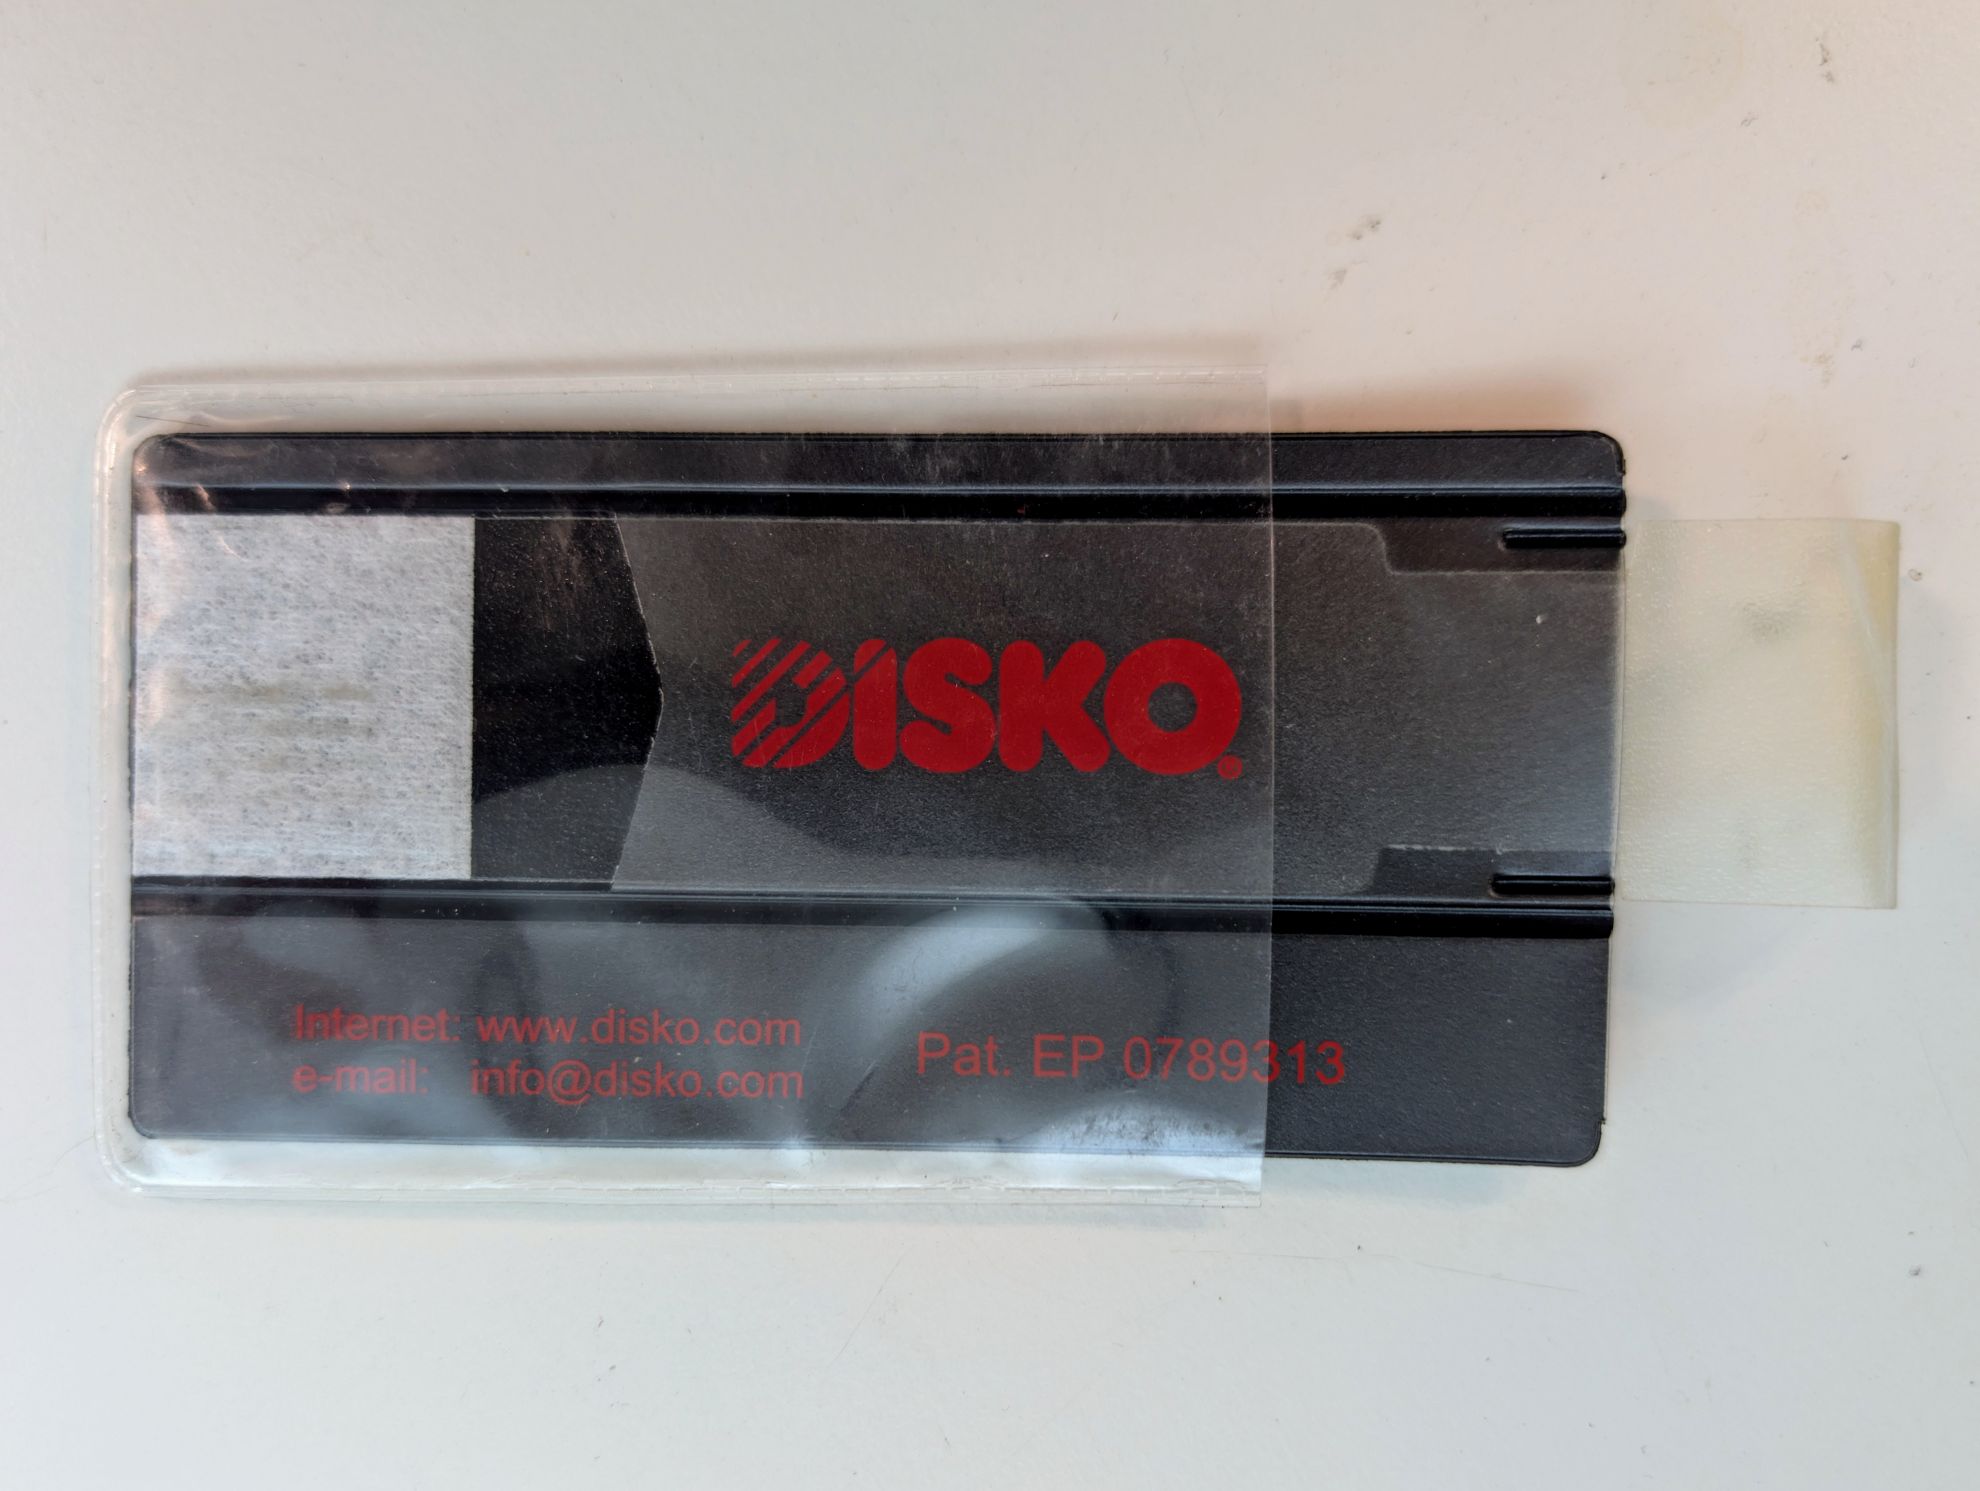 DISKO®
Internet: www.disko.com
e-mail: info@disko.com
Pat. EP 0789313